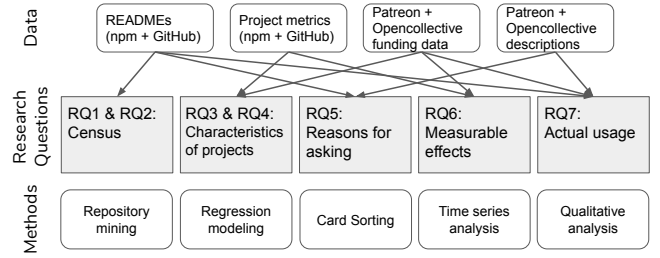 Data
READMEs
(npm + GitHub)
Project metrics
(npm + GitHub)
Patreon +
Opencollective
funding data
Patreon +
Opencollective
descriptions
Research
Questions
RQ1 & RQ2:
Census
RQ3 & RQ4:
Characteristics
of projects
RQ5:
Reasons for
asking
RQ6:
Measurable
effects
RQ7:
Actual usage
Methods
Repository
mining
Regression
modeling
Card Sorting
Time series
analysis
Qualitative
analysis